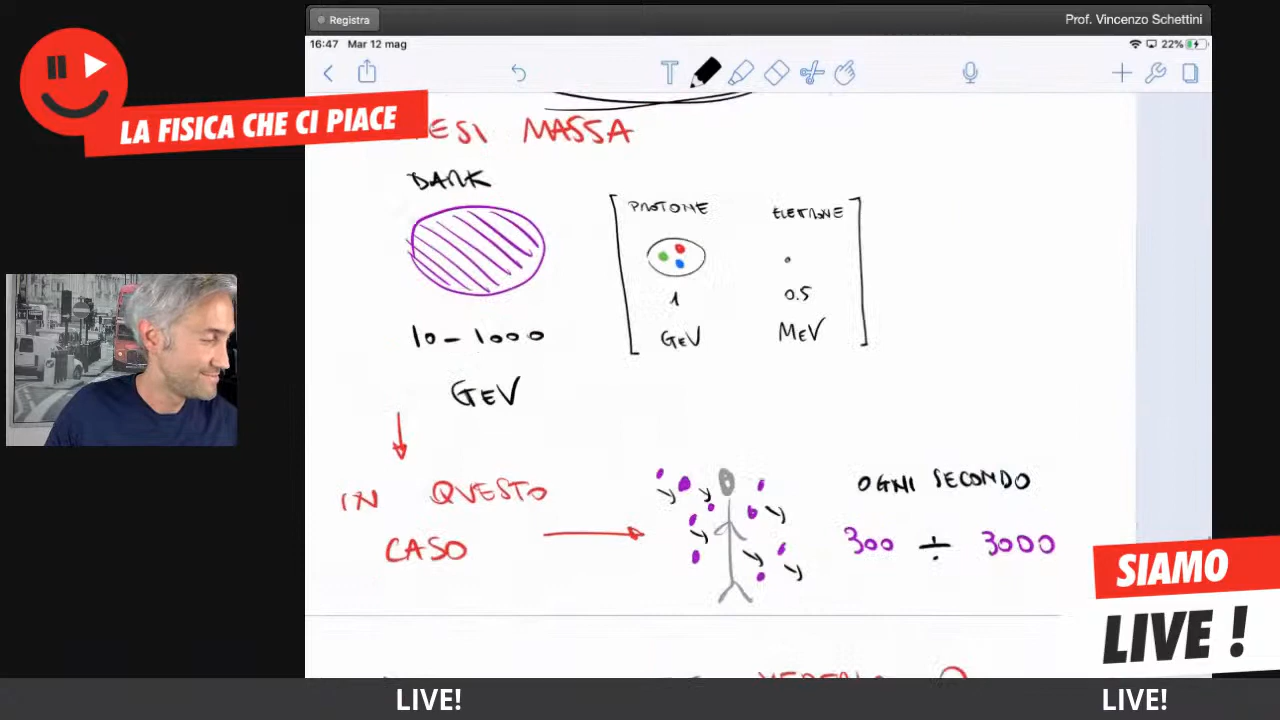 Registra
Prof. Vincenzo Schettini
16:47 Mar 12 mag
22%
LA FISICA CHE CI PIACE
MASSA
DARK
PROTONE
ELETTRONE
1
GeV
0.5
MeV
10 - 1000
GeV
IN QUESTO
CASO
OGNI SECONDO
300 ÷ 3000
SIAMO
LIVE !
LIVE!
LIVE!